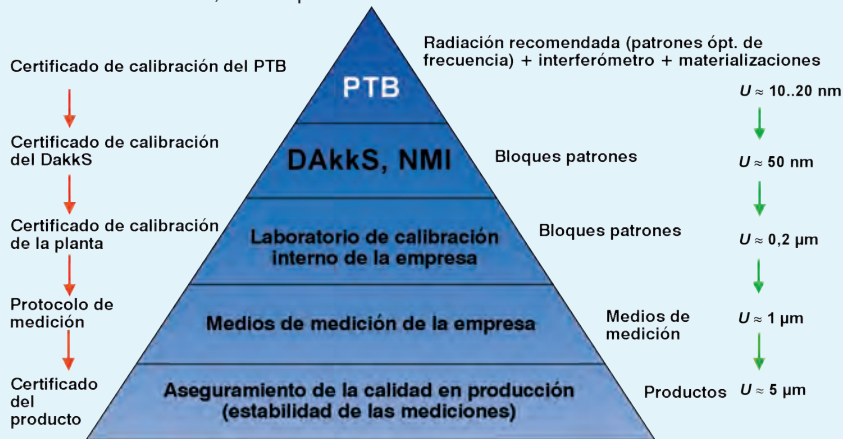 Radiación recomendada (patrones ópt. de
frecuencia) + interferómetro + materializaciones
Certificado de calibración del PTB
PTB
U ≈ 10..20 nm
Certificado de calibración
del DakkS
DAkkS, NMI
Bloques patrones
U ≈ 50 nm
Certificado de calibración
de la planta
Laboratorio de calibración
interno de la empresa
Bloques patrones
U ≈ 0,2 µm
Protocolo de
medición
Medios de medición de la empresa
Medios de
medición
U ≈ 1 µm
Certificado
del
producto
Aseguramiento de la calidad en producción
(estabilidad de las mediciones)
Productos
U ≈ 5 µm